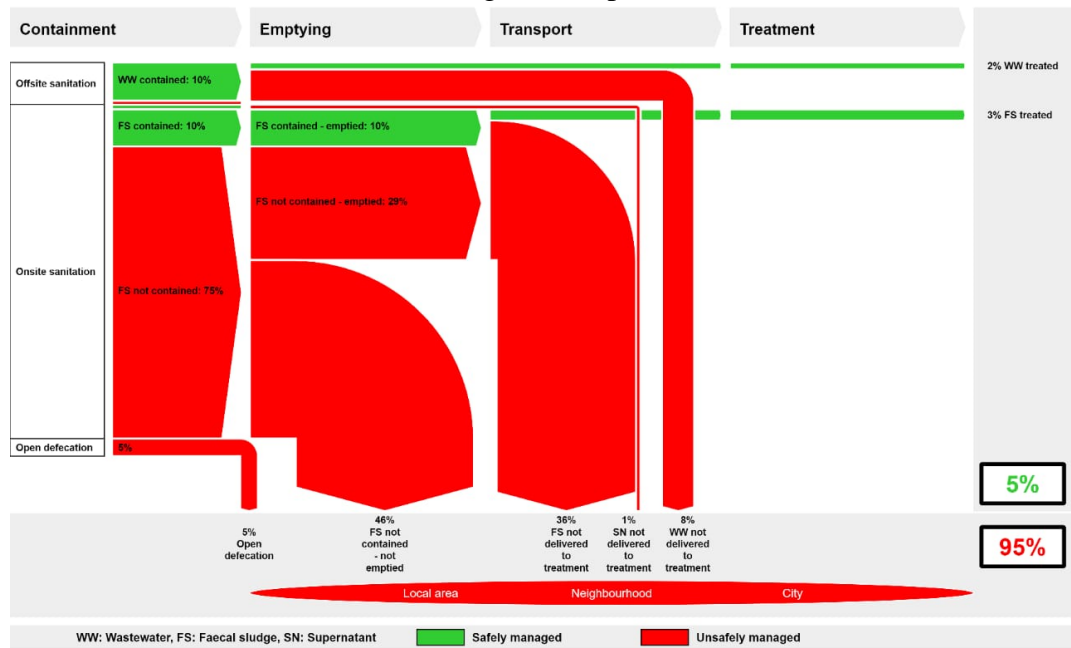 Containment
Emptying
Transport
Treatment
Offsite sanitation
WW contained: 10%
2% WW treated
FS contained: 10%
FS contained - emptied: 10%
3% FS treated
FS not contained - emptied: 29%
Onsite sanitation
FS not contained: 75%
Open defecation
5%
5%
95%
5%
Open
defecation
46%
FS not
contained
- not
emptied
36%
FS not
delivered
to
treatment
1%
SN not
delivered
to
treatment
8%
WW not
delivered
to
treatment
Local area
Neighbourhood
City
WW: Wastewater, FS: Faecal sludge, SN: Supernatant
Safely managed
Unsafely managed